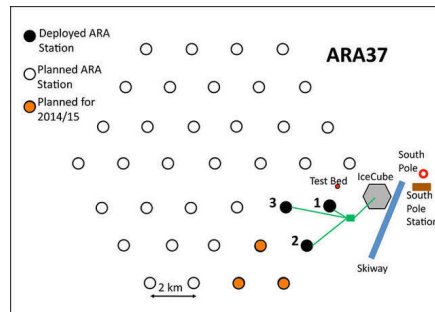 Deployed ARA
Station
ARA37
Planned ARA
Station
Planned for
2014/15
South
Pole
IceCube
Test Bed
South
Pole
Station
3
1
2
Skiway
2 km